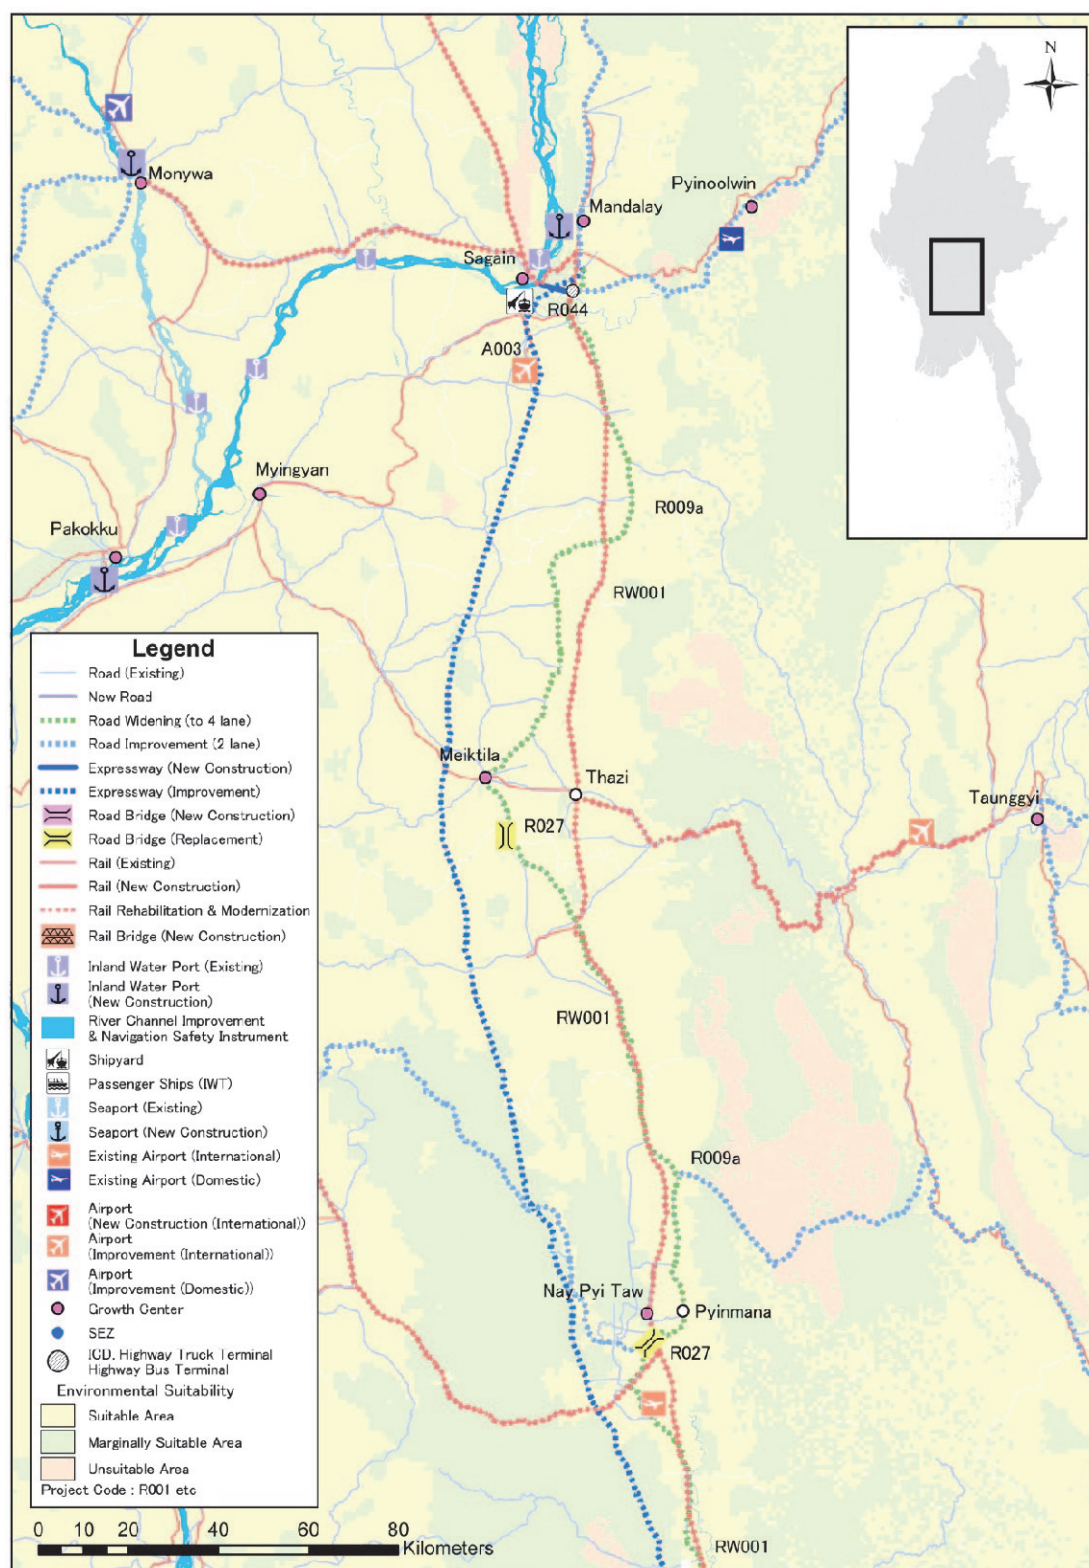 N
Monywa
Pyinoolwin
Mandalay
Sagain
R044
A003
Myingyan
R009a
Pakokku
RW001
Meiktila
Thazi
Taunggyi
R027
RW001
R009a
Nay Pyi Taw
Pyinmana
R027
RW001
Legend
Road (Existing)
New Road
Road Widening (to 4 lane)
Road Improvement (2 lane)
Expressway (New Construction)
Expressway (Improvement)
Road Bridge (New Construction)
Road Bridge (Replacement)
Rail (Existing)
Rail (New Construction)
Rail Rehabilitation & Modernization
Rail Bridge (New Construction)
Inland Water Port (Existing)
Inland Water Port
(New Construction)
River Channel Improvement
& Navigation Safety Instrument
Shipyard
Passenger Ships (IWT)
Seaport (Existing)
Seaport (New Construction)
Existing Airport (International)
Existing Airport (Domestic)
Airport
(New Construction (International))
Airport
(Improvement (International))
Airport
(Improvement (Domestic))
Growth Center
SEZ
ICD, Highway Truck Terminal
Highway Bus Terminal
Environmental Suitability
Suitable Area
Marginally Suitable Area
Unsuitable Area
Project Code : R001 etc
0 10 20 40 60 80
Kilometers